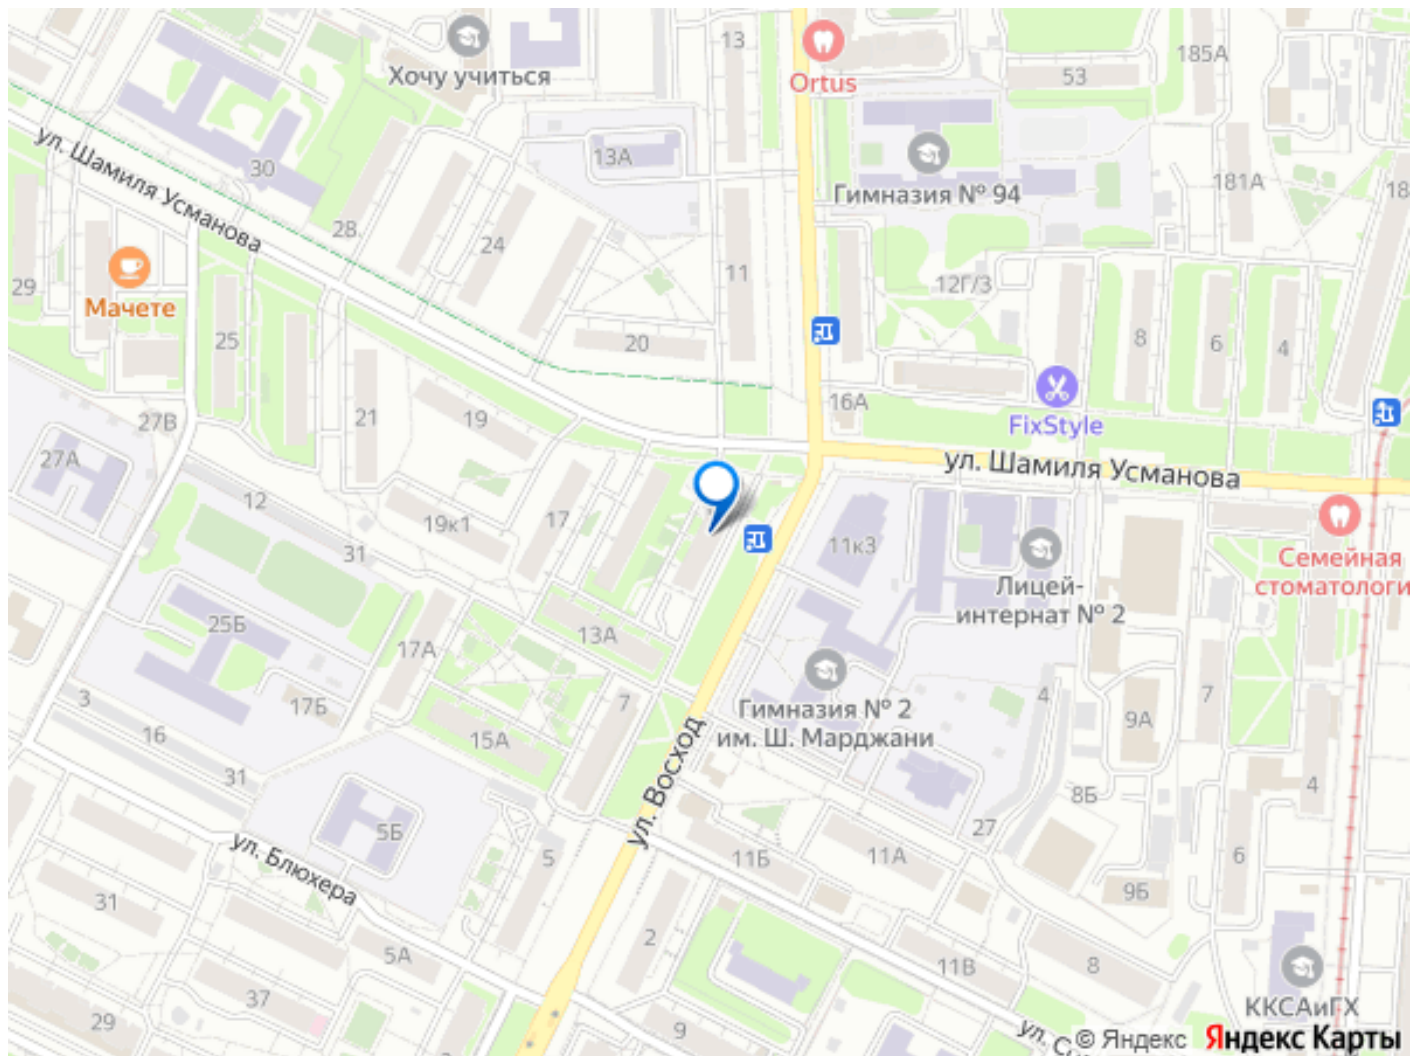 13
Ortus
185А
53
Хочу учиться
13А
30
ул. Шамиля Усманова
Гимназия № 94
181А
18
28
24
11
12Г/3
29
Мачете
25
20
8
6
4
21
19
16А
FixStyle
27В
27А
ул. Шамиля Усманова
12
19к1
17
31
11к3
Лицей-
интернат № 2
Семейная
стоматологи
25Б
17А
13А
3
17Б
7
Гимназия № 2
им. Ш. Марджани
4
7
9А
16
15А
31
ул. Восход
8Б
4
5Б
27
ул. Блюхера
5
11Б
11А
6
31
9Б
2
5А
11В
8
37
ККСАиГХ
29
9
ул. С
© Яндекс
Яндекс Карты